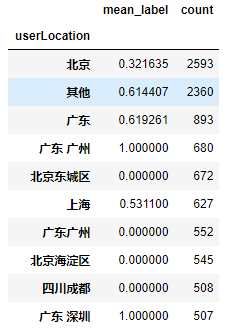 mean_label count
userLocation
北京 0.321635 2593
其他 0.614407 2360
广东 0.619261 893
广东 广州 1.000000 680
北京东城区 0.000000 672
上海 0.531100 627
广东广州 0.000000 552
北京海淀区 0.000000 545
四川成都 0.000000 508
广东 深圳 1.000000 507